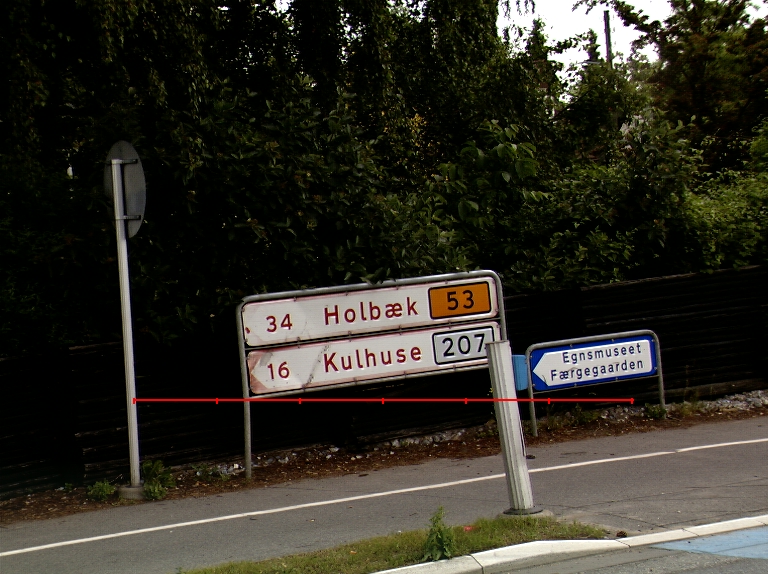 34 Holbæk 53
16 Kulhuse 207
Egnsmuseet
Færgegaarden